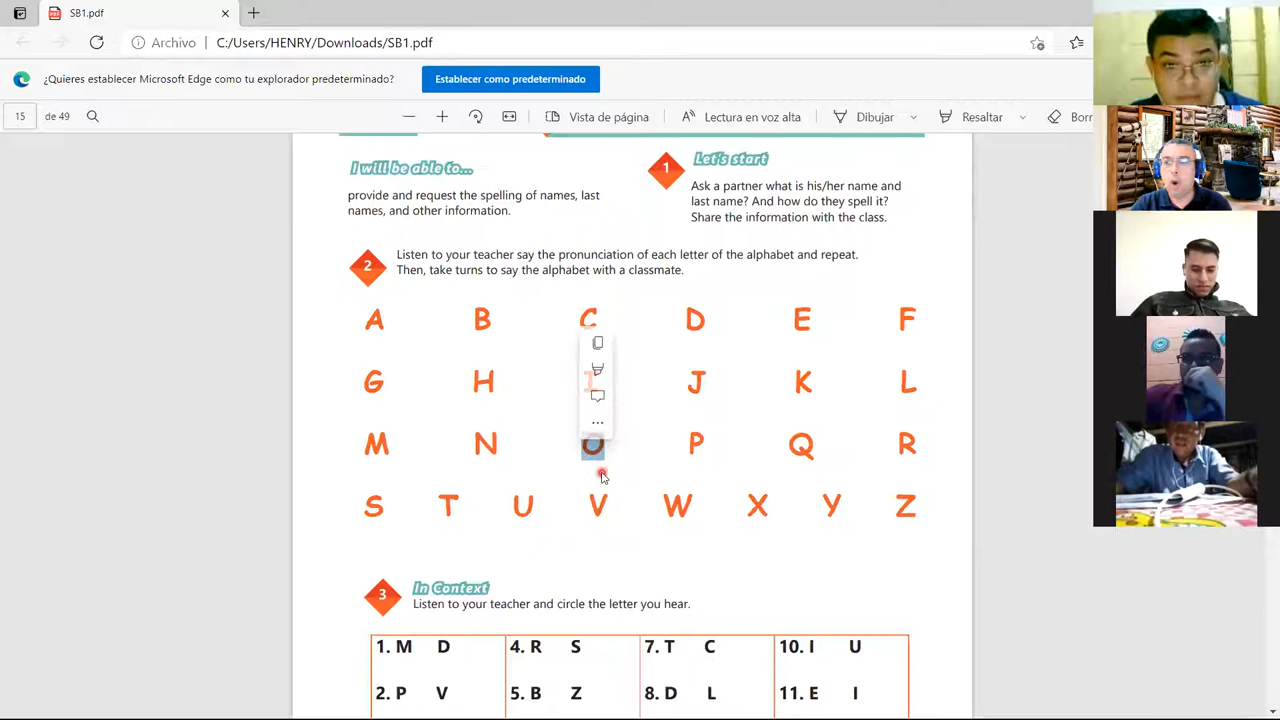 SB1.pdf
Archivo C:/Users/HENRY/Downloads/SB1.pdf
¿Quieres establecer Microsoft Edge como tu explorador predeterminado? Establecer como predeterminado
15 de 49 Vista de página Lectura en voz alta Dibujar Resaltar Borr
I will be able to...
provide and request the spelling of names, last
names, and other information.
1 Let's start
Ask a partner what is his/her name and
last name? And how do they spell it?
Share the information with the class.
2 Listen to your teacher say the pronunciation of each letter of the alphabet and repeat.
Then, take turns to say the alphabet with a classmate.
A B C D E F
G H I J K L
M N O P Q R
S T U V W X Y Z
3 In Context
Listen to your teacher and circle the letter you hear.
1. M D 4. R S 7. T C 10. I U
2. P V 5. B Z 8. D L 11. E I